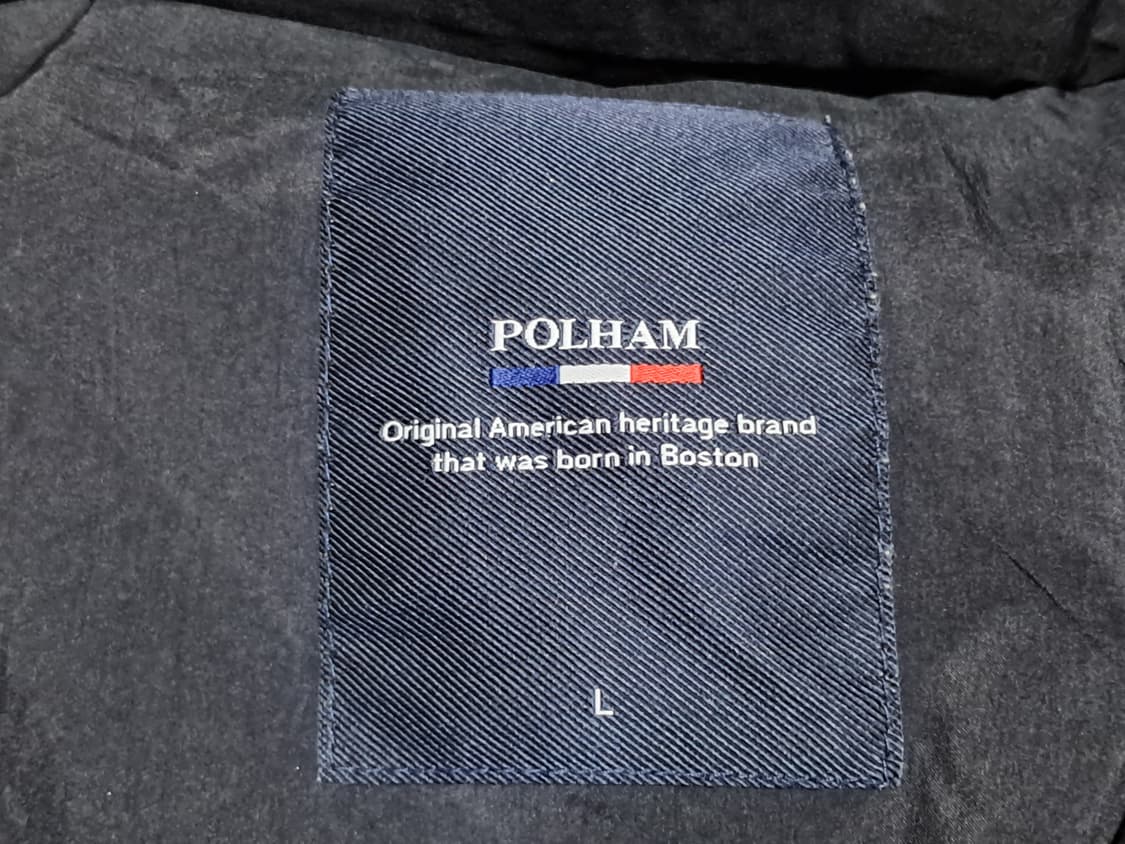 POLHAM
Original American heritage brand
that was born in Boston
L